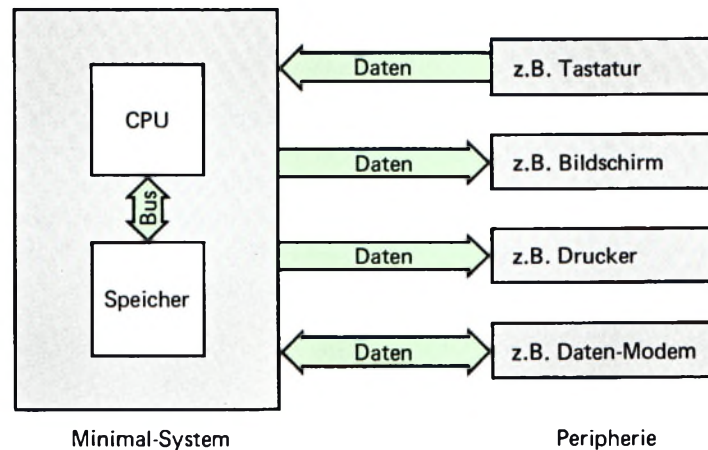 CPU
Bus
Speicher
Daten
z.B. Tastatur
Daten
z.B. Bildschirm
Daten
z.B. Drucker
Daten
z.B. Daten-Modem
Minimal-System
Peripherie